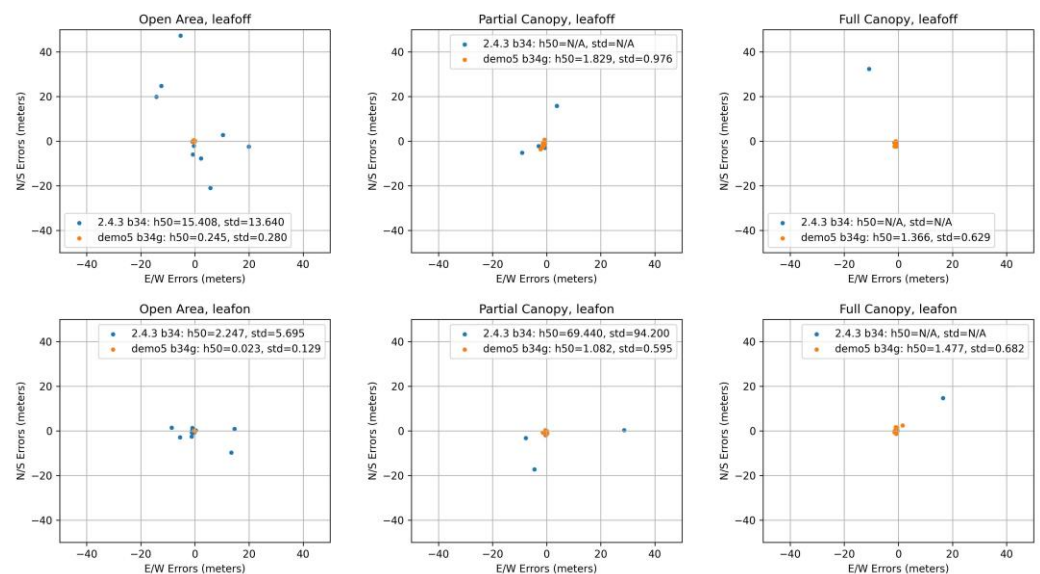 Open Area, leafoff
N/S Errors (meters)
40
20
0
−20
−40
2.4.3 b34: h50=15.408, std=13.640
demo5 b34g: h50=0.245, std=0.280
−40 −20 0 20 40
E/W Errors (meters)
Partial Canopy, leafoff
N/S Errors (meters)
40
20
0
−20
−40
2.4.3 b34: h50=N/A, std=N/A
demo5 b34g: h50=1.829, std=0.976
−40 −20 0 20 40
E/W Errors (meters)
Full Canopy, leafoff
N/S Errors (meters)
40
20
0
−20
−40
2.4.3 b34: h50=N/A, std=N/A
demo5 b34g: h50=1.366, std=0.629
−40 −20 0 20 40
E/W Errors (meters)
Open Area, leafon
N/S Errors (meters)
40
20
0
−20
−40
2.4.3 b34: h50=2.247, std=5.695
demo5 b34g: h50=0.023, std=0.129
−40 −20 0 20 40
E/W Errors (meters)
Partial Canopy, leafon
N/S Errors (meters)
40
20
0
−20
−40
2.4.3 b34: h50=69.440, std=94.200
demo5 b34g: h50=1.082, std=0.595
−40 −20 0 20 40
E/W Errors (meters)
Full Canopy, leafon
N/S Errors (meters)
40
20
0
−20
−40
2.4.3 b34: h50=N/A, std=N/A
demo5 b34g: h50=1.477, std=0.682
−40 −20 0 20 40
E/W Errors (meters)